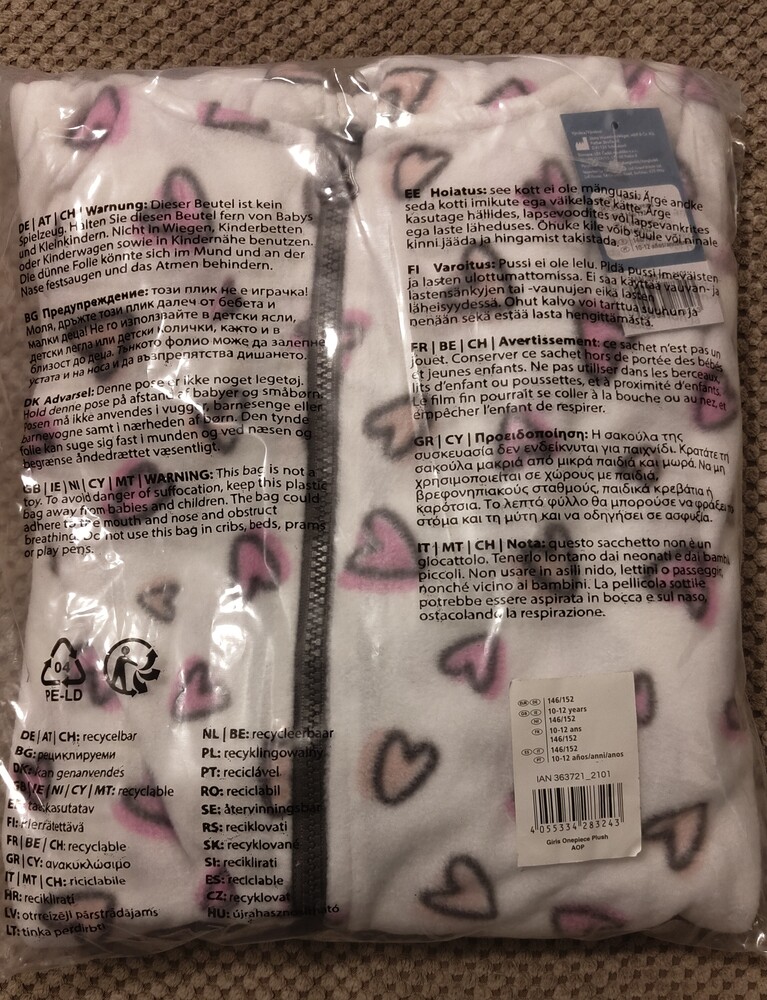 DE | AT | CH | Warnung: Dieser Beutel ist kein
Spielzeug. Halten Sie diesen Beutel fern von Babys
und Kleinkindern. Nicht in Wiegen, Kinderbetten
oder Kinderwagen sowie in Kindernähe benutzen.
Die dünne Folie könnte sich im Mund und an der
Nase festsaugen und das Atmen behindern.
BG Предупреждение: този плик не е играчка!
Моля, дръжте този плик далеч от бебета и
малки деца! Не го използвайте в детски ясли,
детски легла или детски колички, както и в
близост до деца. Тънкото фолио може да залепне
устата и на носа и да възпрепятства дишането.
DK Advarsel: Denne pose er ikke noget legetøj.
Hold denne pose på afstand af babyer og småbørn.
Posen må ikke anvendes i vugger, barnesenge eller
barnevogne samt i nærheden af børn. Den tynde
folie kan suge sig fast i munden og ved næsen og
begrænse åndedrættet væsentligt.
GB | IE | NI | CY | MT | WARNING: This bag is not a
toy. To avoid danger of suffocation, keep this plastic
bag away from babies and children. The bag could
adhere to the mouth and nose and obstruct
breathing. Do not use this bag in cribs, beds, prams
or play pens.
EE Hoiatus: see kott ei ole mänguasi. Ärge andke
seda kotti imikute ega väikelaste kätte. Ärge
kasutage hällides, lapsevoodites või lapsevankrites
ega laste läheduses. Õhuke kile võib suule või ninale
kinni jääda ja hingamist takistada.
FI Varoitus: Pussi ei ole lelu. Pidä pussi imeväisten
ja lasten ulottumattomissa. Ei saa käyttää vauvan- ja
lastensänkyjen tai -vaunujen eikä lasten
läheisyydessä. Ohut kalvo voi tarttua suuhun ja
nenään sekä estää lasta hengittämästä.
FR | BE | CH | Avertissement: ce sachet n'est pas un
jouet. Conserver ce sachet hors de portée des bébés
et jeunes enfants. Ne pas utiliser dans les berceaux,
lits d'enfant ou poussettes, et à proximité d'enfants.
Le film fin pourrait se coller à la bouche ou au nez, et
empêcher l'enfant de respirer.
GR | CY | Προειδοποίηση: Η σακούλα της
συσκευασία δεν ενδείκνυται για παιχνίδι. Κρατάτε τη
σακούλα μακριά από μικρά παιδιά και μωρά. Να μη
χρησιμοποιείται σε χώρους με παιδιά,
βρεφονηπιακούς σταθμούς, παιδικά κρεβάτια ή
καρότσια. Το λεπτό φύλλο θα μπορούσε να φράξει το
στόμα και τη μύτη και να οδηγήσει σε ασφυξία.
IT | MT | CH | Nota: questo sacchetto non è un
giocattolo. Tenerlo lontano dai neonati e dai bambi
piccoli. Non usare in asili nido, lettini o passeggi,
nonché vicino ai bambini. La pellicola sottile
potrebbe essere aspirata in bocca e sul naso,
ostacolando la respirazione.
04
PE-LD
DE | AT | CH: recycelbar
BG: рециклируеми
DK: kan genanvendes
GB | IE | NI | CY | MT: recyclable
EE: taaskasutatav
FI: kierrätettävä
FR | BE | CH: recyclable
GR | CY: ανακυκλώσιμο
IT | MT | CH: riciclabile
HR: reciklirati
LV: otrreizēji pārstrādājams
LT: tinka perdirbti
NL | BE: recycleerbaar
PL: recyklingowalny
PT: reciclável
RO: reciclabil
SE: återvinningsbar
RS: reciklovati
SK: recyklované
SI: reciklirati
ES: reciclable
CZ: recyklovat
HU: újrahasznosítható
146/152
10-12 years
146/152
10-12 ans
146/152
146/152
10-12 años/anni/anos
IAN 363721_2101
4 055334 283243
Girls Onepiece Plush
AOP